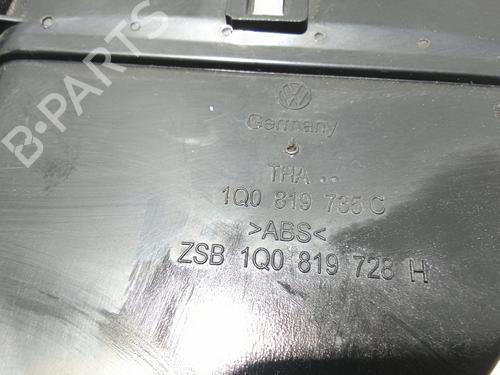 B-PARTS
Germany
THA..
1Q0 819 735 C
>ABS<
ZSB 1Q0 819 728 H